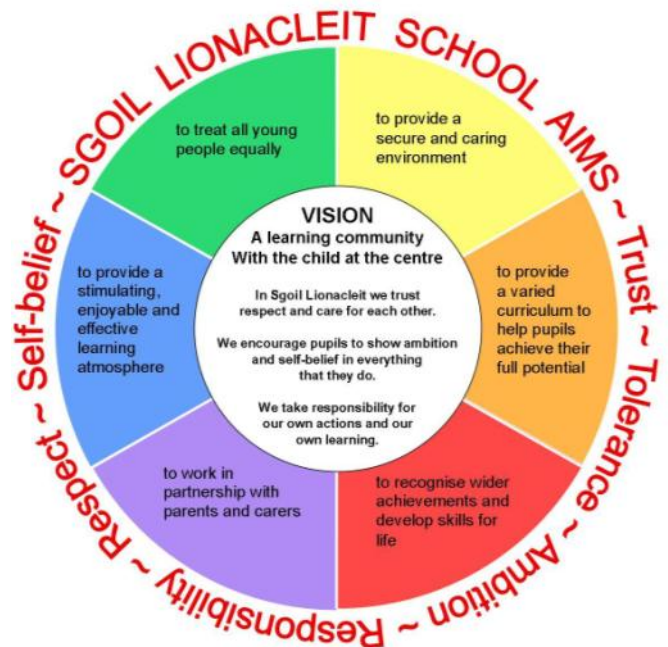 SGOIL LIONACLEIT SCHOOL AIMS ~ Trust ~ Tolerance ~ Ambition ~ Responsibility ~ Respect ~ Self-belief ~
to treat all young
people equally
to provide a
secure and caring
environment
to provide
a varied
curriculum to
help pupils
achieve their
full potential
to recognise wider
achievements and
develop skills for
life
to work in
partnership with
parents and carers
to provide a
stimulating,
enjoyable and
effective
learning
atmosphere
VISION
A learning community
With the child at the centre
In Sgoil Lionacleit we trust
respect and care for each other.
We encourage pupils to show ambition
and self-belief in everything
that they do.
We take responsibility for
our own actions and our
own learning.